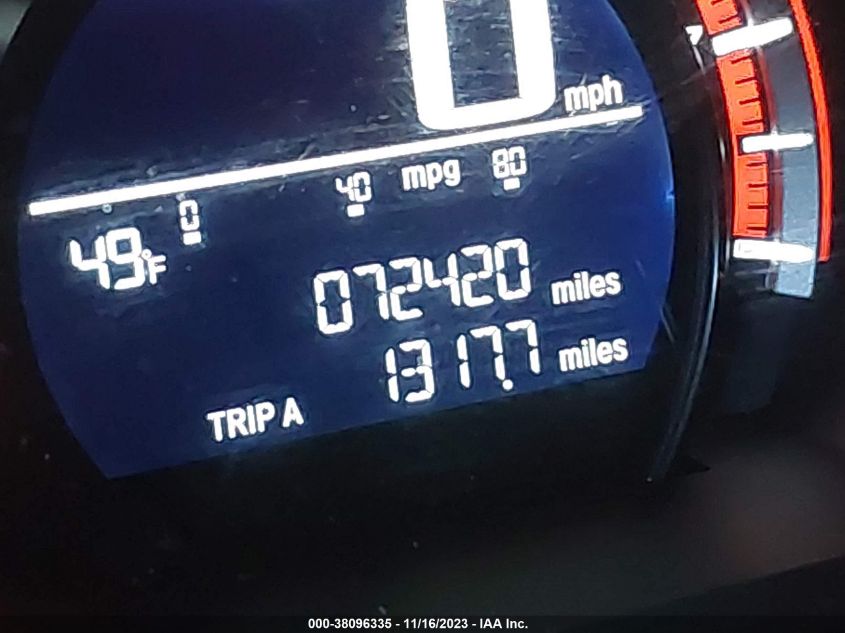 0 mph
0 40 mpg 80
49°F
072420 miles
1317.7 miles
TRIP A
000-38096335 - 11/16/2023 - IAA Inc.